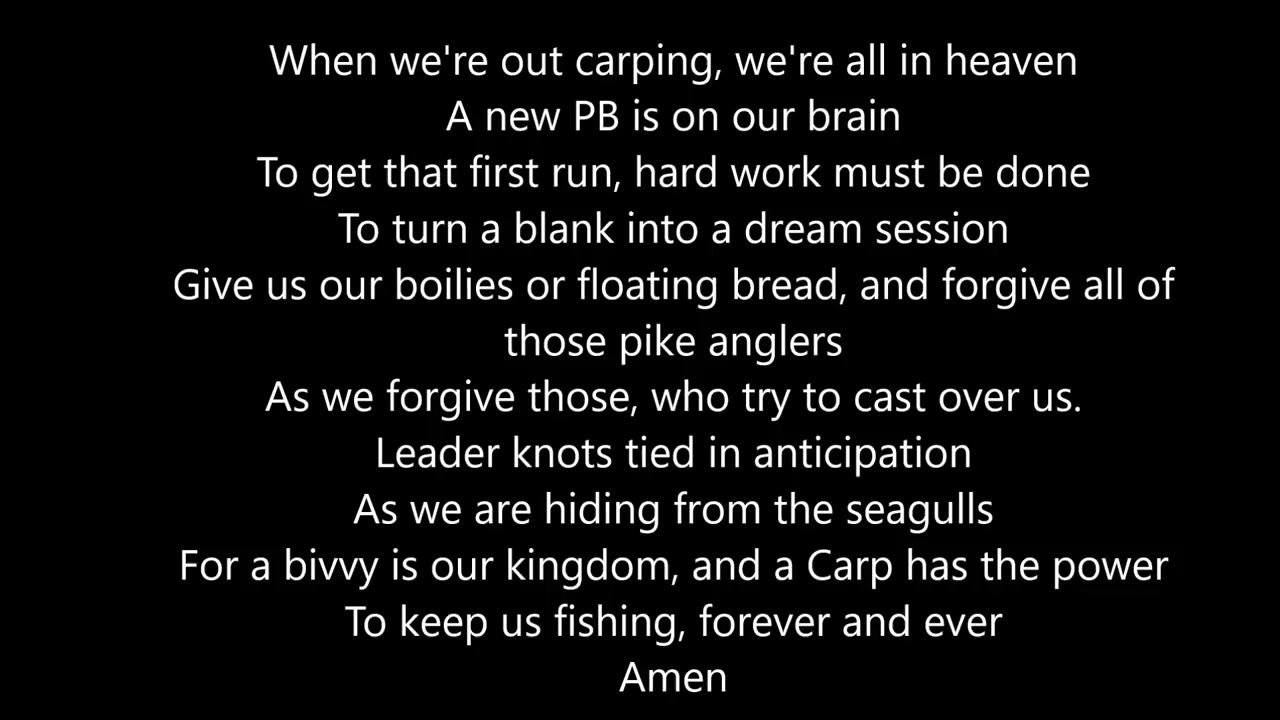 When we're out carping, we're all in heaven
A new PB is on our brain
To get that first run, hard work must be done
To turn a blank into a dream session
Give us our boilies or floating bread, and forgive all of
those pike anglers
As we forgive those, who try to cast over us.
Leader knots tied in anticipation
As we are hiding from the seagulls
For a bivvy is our kingdom, and a Carp has the power
To keep us fishing, forever and ever
Amen